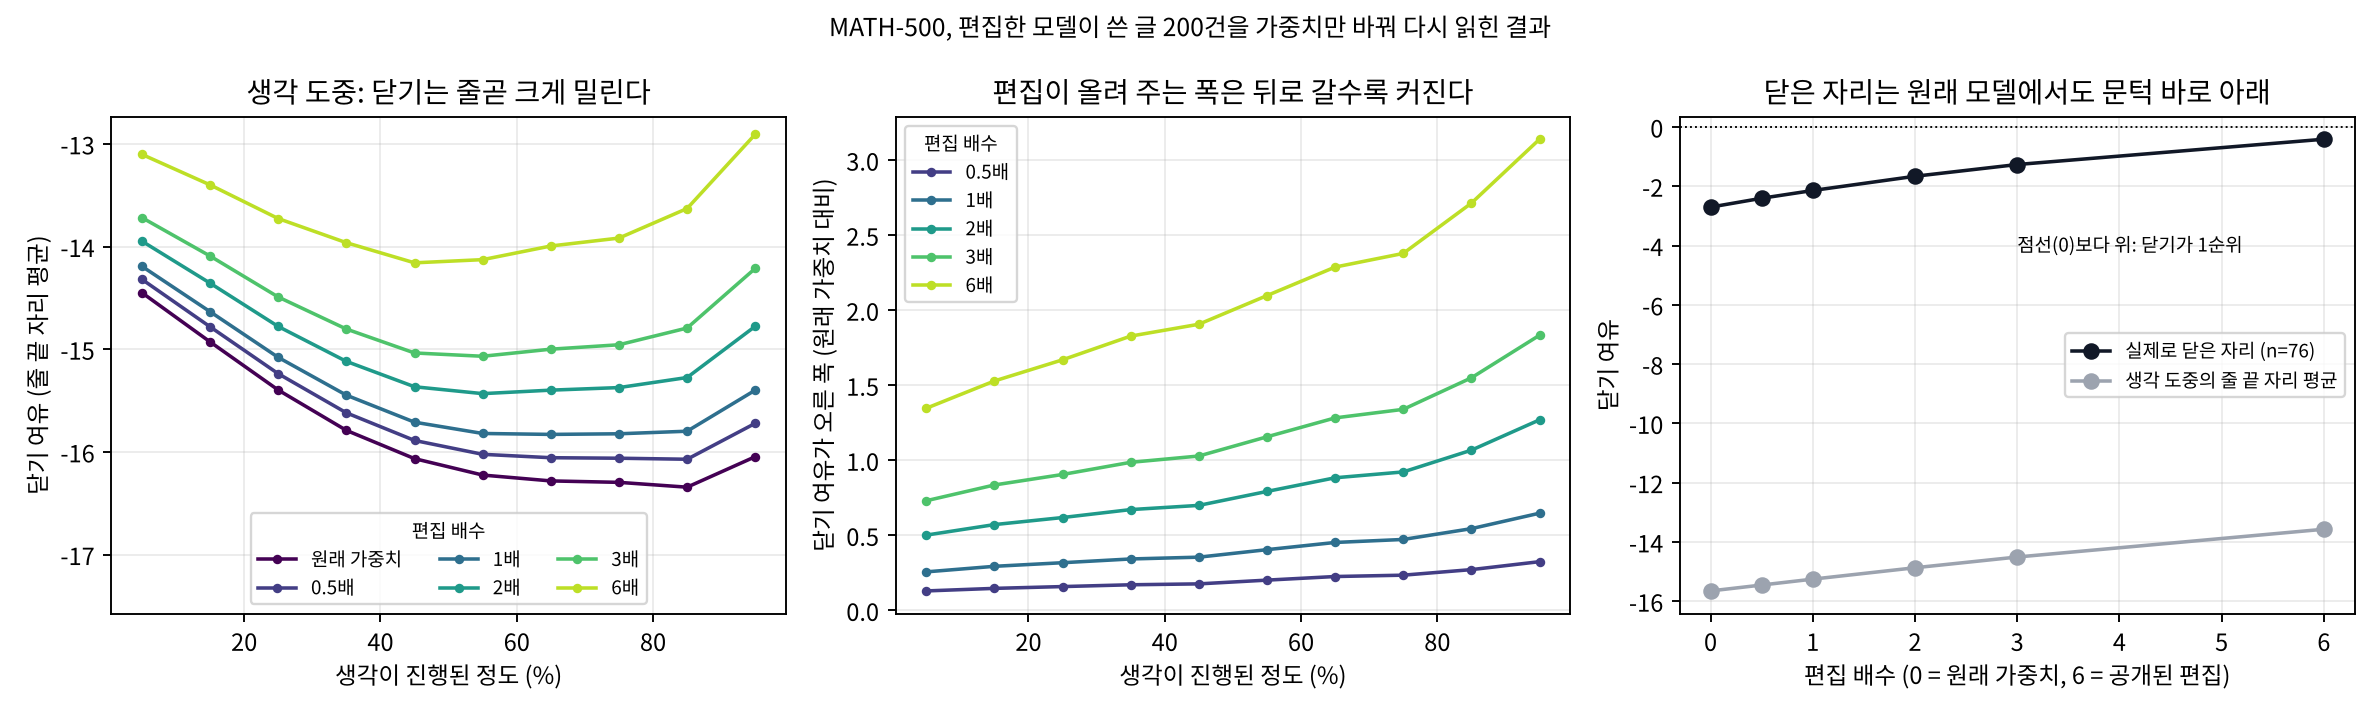 MATH-500, 편집한 모델이 쓴 글 200건을 가중치만 바꿔 다시 읽힌 결과
생각 도중: 닫기는 줄곧 크게 밀린다
닫기 여유 (줄 끝 자리 평균)
-13
-14
-15
-16
-17
편집 배수
원래 가중치
0.5배
1배
2배
3배
6배
20
40
60
80
생각이 진행된 정도 (%)
편집이 올려 주는 폭은 뒤로 갈수록 커진다
닫기 여유가 오른 폭 (원래 가중치 대비)
3.0
2.5
2.0
1.5
1.0
0.5
0.0
편집 배수
0.5배
1배
2배
3배
6배
20
40
60
80
생각이 진행된 정도 (%)
닫은 자리는 원래 모델에서도 문턱 바로 아래
닫기 여유
0
-2
-4
-6
-8
-10
-12
-14
-16
점선(0)보다 위: 닫기가 1순위
실제로 닫은 자리 (n=76)
생각 도중의 줄 끝 자리 평균
0
1
2
3
4
5
6
편집 배수 (0 = 원래 가중치, 6 = 공개된 편집)